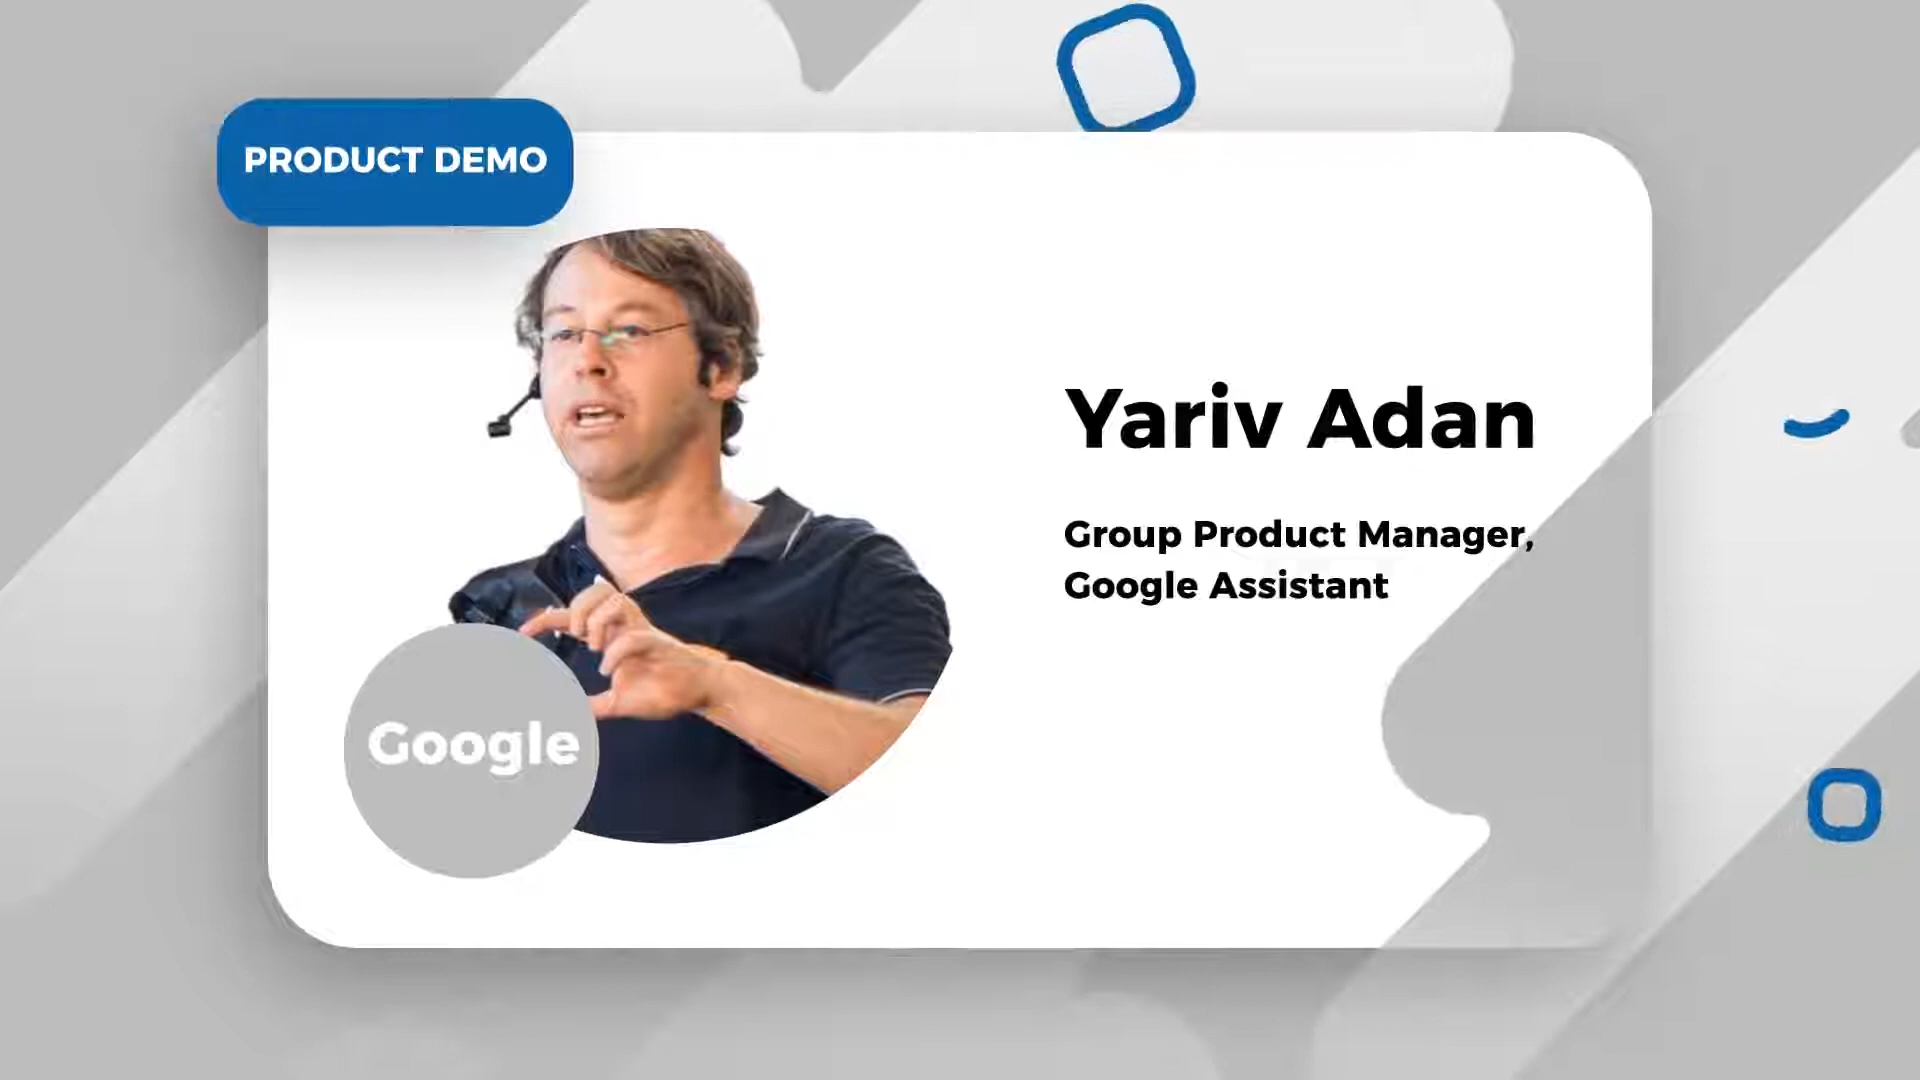 PRODUCT DEMO
Yariv Adan
Group Product Manager,
Google Assistant
Google